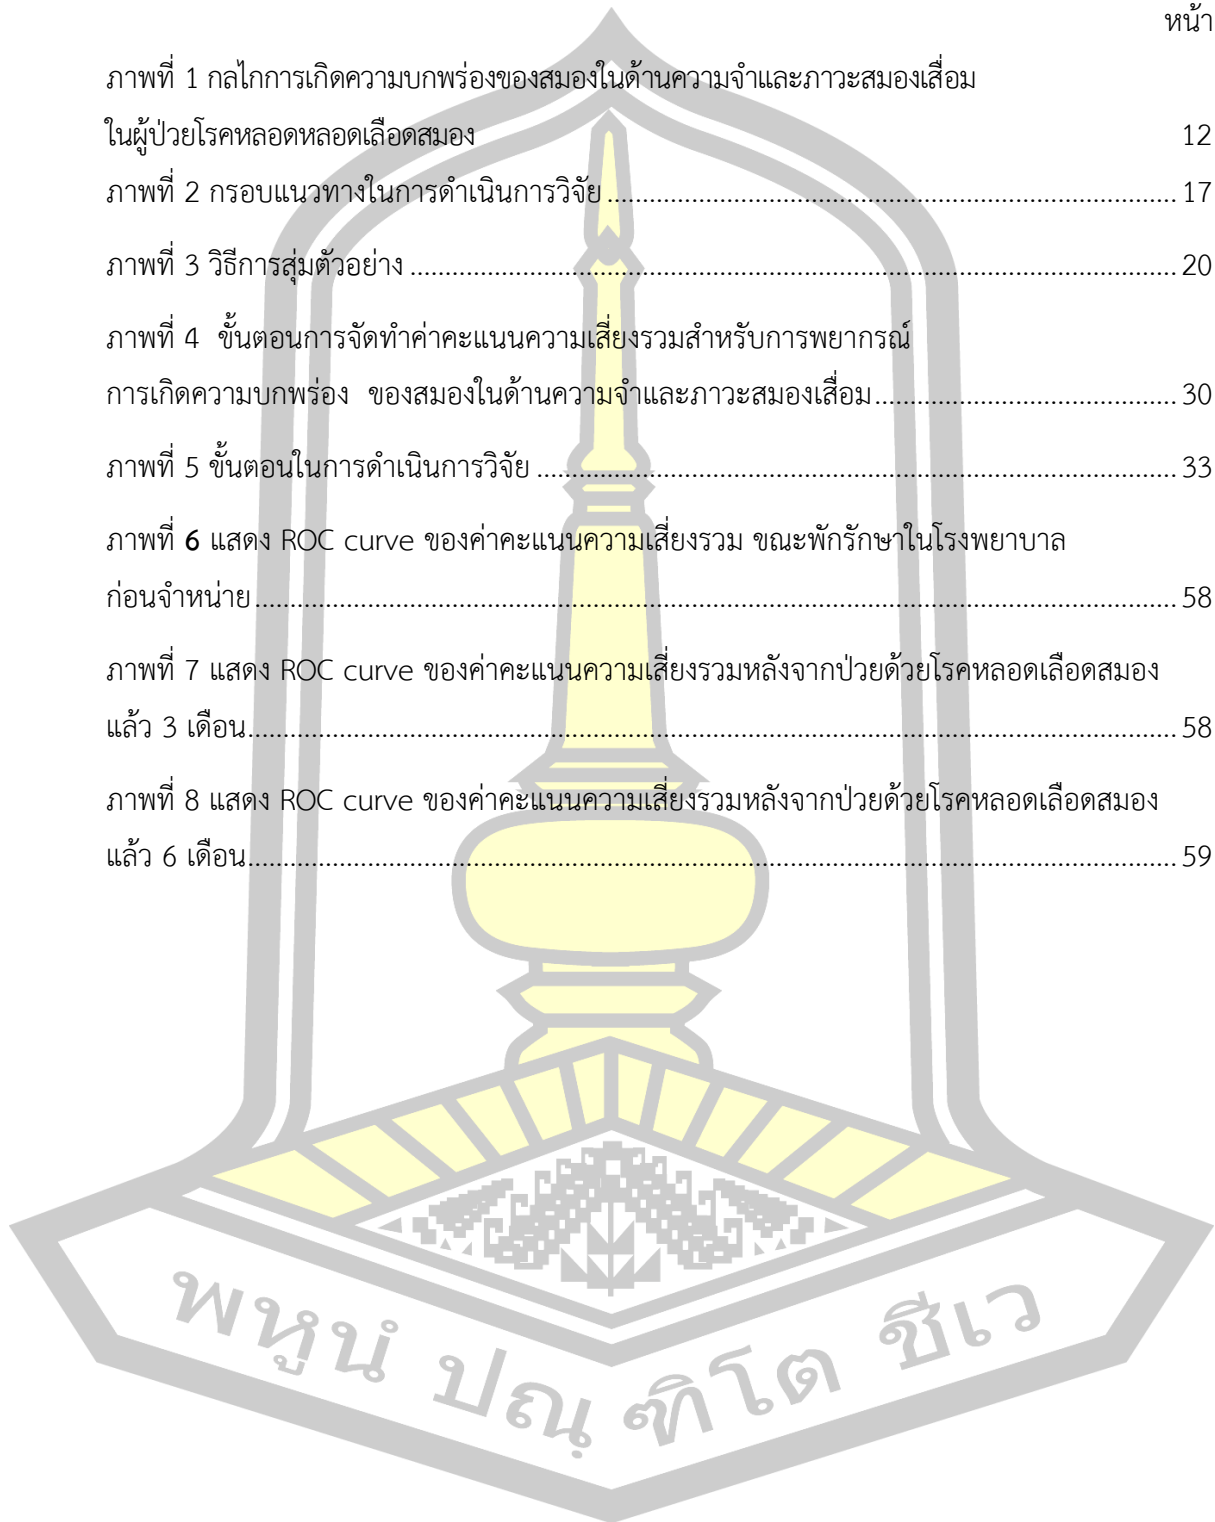 หน้า
ภาพที่ 1 กลไกการเกิดความบกพร่องของสมองในด้านความจำและภาวะสมองเสื่อม
ในผู้ป่วยโรคหลอดหลอดเลือดสมอง 12
ภาพที่ 2 กรอบแนวทางในการดำเนินการวิจัย 17
ภาพที่ 3 วิธีการสุ่มตัวอย่าง 20
ภาพที่ 4 ขั้นตอนการจัดทำค่าคะแนนความเสี่ยงรวมสำหรับการพยากรณ์
การเกิดความบกพร่อง ของสมองในด้านความจำและภาวะสมองเสื่อม 30
ภาพที่ 5 ขั้นตอนในการดำเนินการวิจัย 33
ภาพที่ 6 แสดง ROC curve ของค่าคะแนนความเสี่ยงรวม ขณะพักรักษาในโรงพยาบาล
ก่อนจำหน่าย 58
ภาพที่ 7 แสดง ROC curve ของค่าคะแนนความเสี่ยงรวมหลังจากป่วยด้วยโรคหลอดเลือดสมอง
แล้ว 3 เดือน 58
ภาพที่ 8 แสดง ROC curve ของค่าคะแนนความเสี่ยงรวมหลังจากป่วยด้วยโรคหลอดเลือดสมอง
แล้ว 6 เดือน 59
พหูนํ ปณฺฑิโต ชีเว